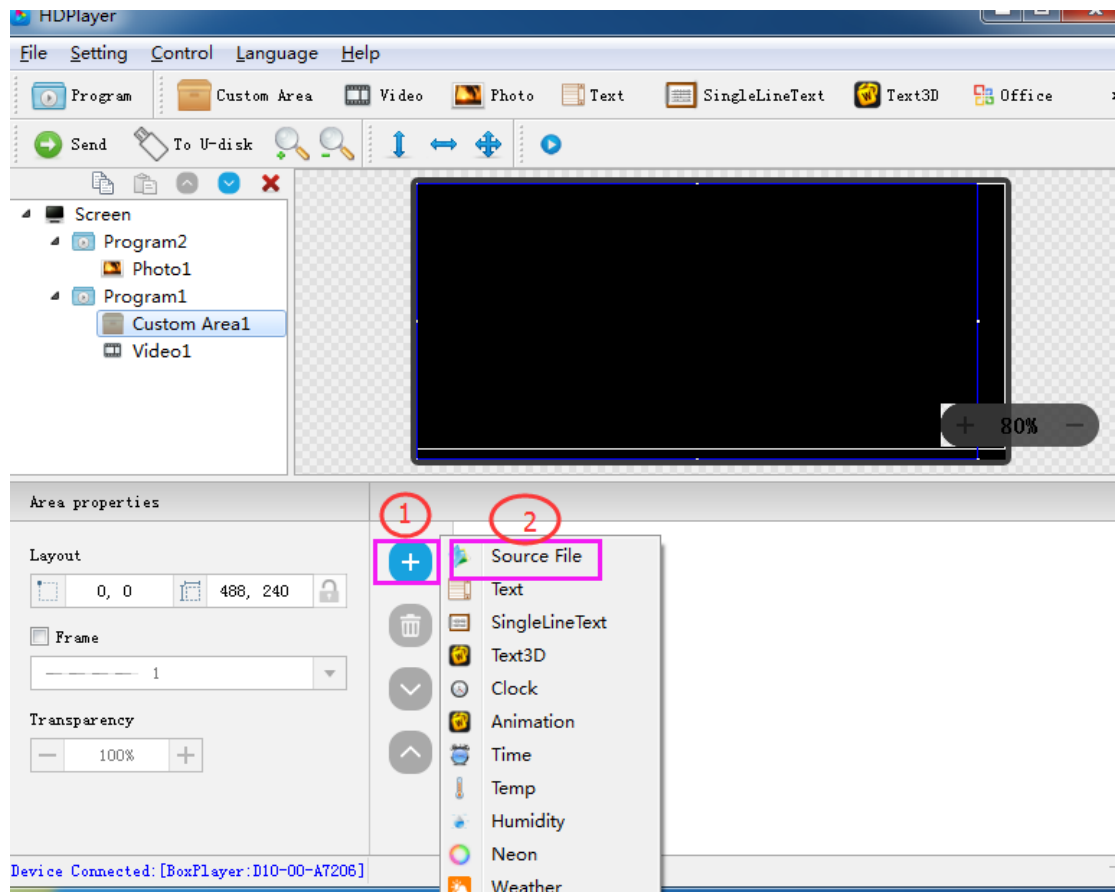 HDPlayer
File Setting Control Language Help
Program Custom Area Video Photo Text SingleLineText Text3D Office
Send To U-disk
Screen
Program2
Photo1
Program1
Custom Area1
Video1
+ 80% −
Area properties
1
2
Layout
0, 0 488, 240
Frame
1
Transparency
− 100% +
Source File
Text
SingleLineText
Text3D
Clock
Animation
Time
Temp
Humidity
Neon
Weather
Device Connected:[BoxPlayer:D10-00-A7206]